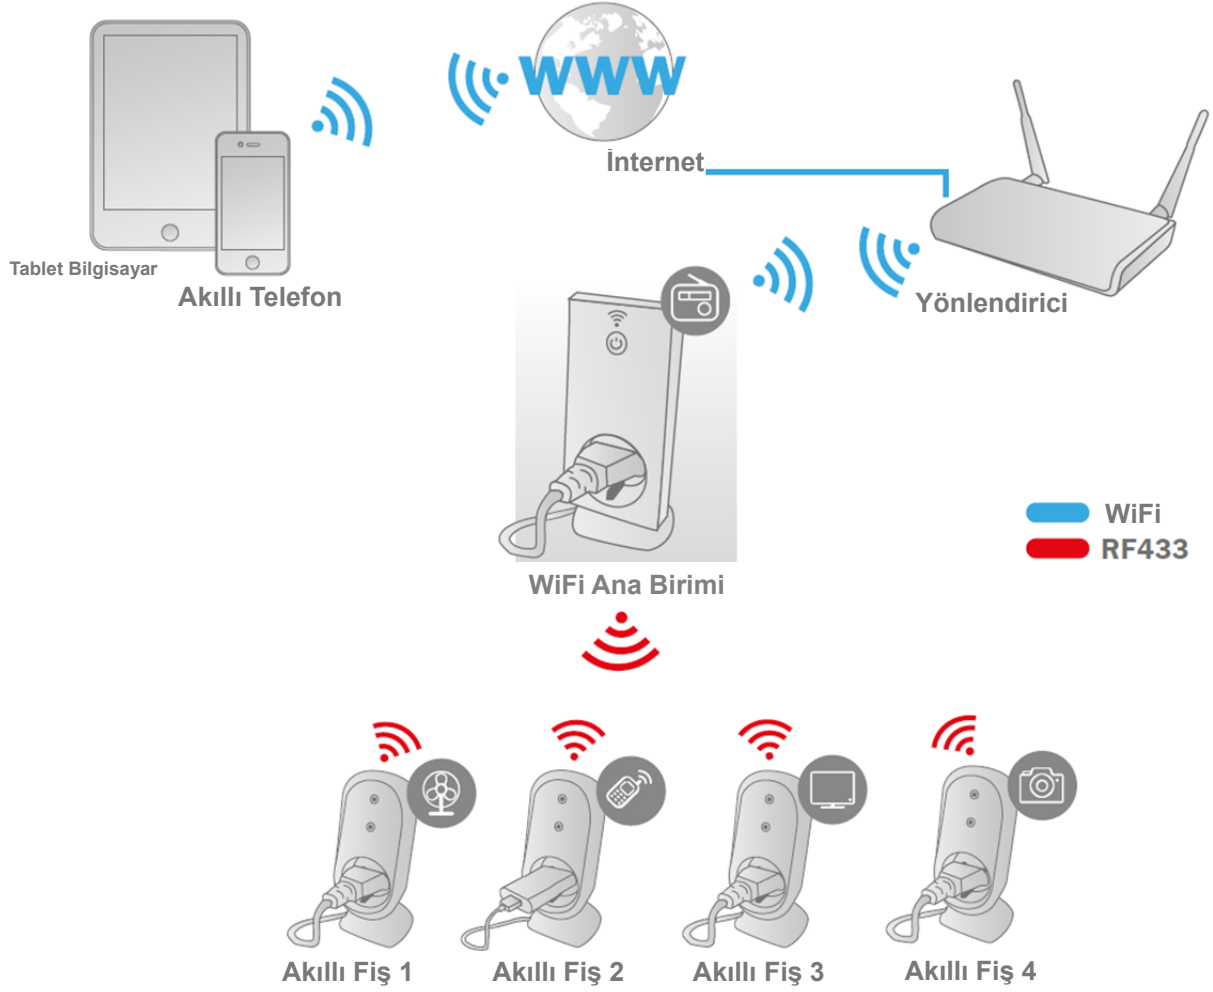 WWW
İnternet
Tablet Bilgisayar
Akıllı Telefon
Yönlendirici
WiFi
RF433
WiFi Ana Birimi
Akıllı Fiş 1
Akıllı Fiş 2
Akıllı Fiş 3
Akıllı Fiş 4